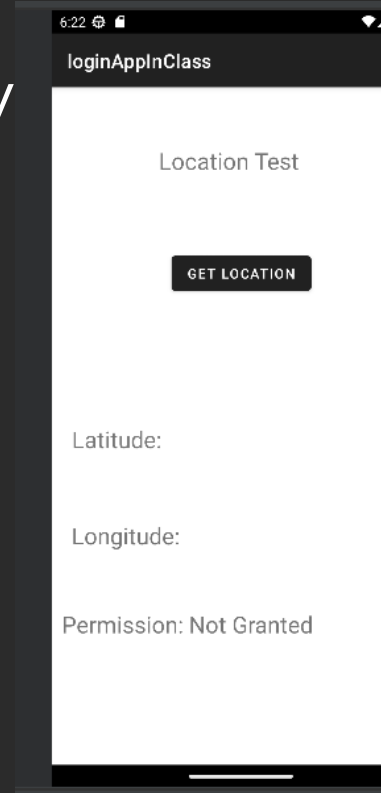 6:22
loginAppInClass
Location Test
GET LOCATION
Latitude:
Longitude:
Permission: Not Granted